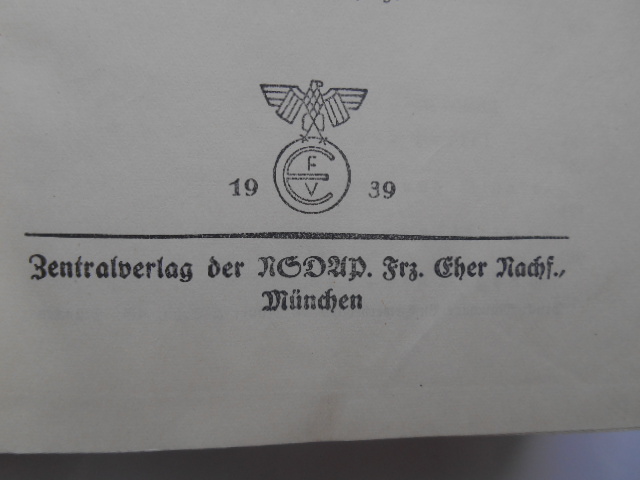 F
E
V
19 39
Zentralverlag der NSDAP. Frz. Eher Nachf.,
München